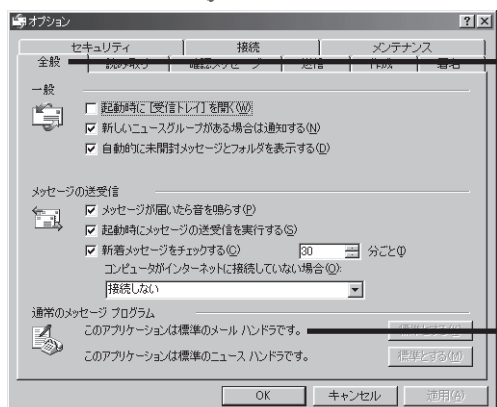 オプション
セキュリティ 接続 メンテナンス
全般 送信 作成 署名
一般
起動時に [受信トレイ] を開く(W)
新しいニュースグループがある場合は通知する(N)
自動的に未開封メッセージとフォルダを表示する(D)
メッセージの送受信
メッセージが届いたら音を鳴らす(P)
起動時にメッセージの送受信を実行する(S)
新着メッセージをチェックする(C) 30 分ごと(I)
コンピュータがインターネットに接続していない場合(O):
接続しない
通常のメッセージ プログラム
このアプリケーションは標準のメール ハンドラです。
このアプリケーションは標準のニュース ハンドラです。 標準とする(M)
OK キャンセル 適用(A)